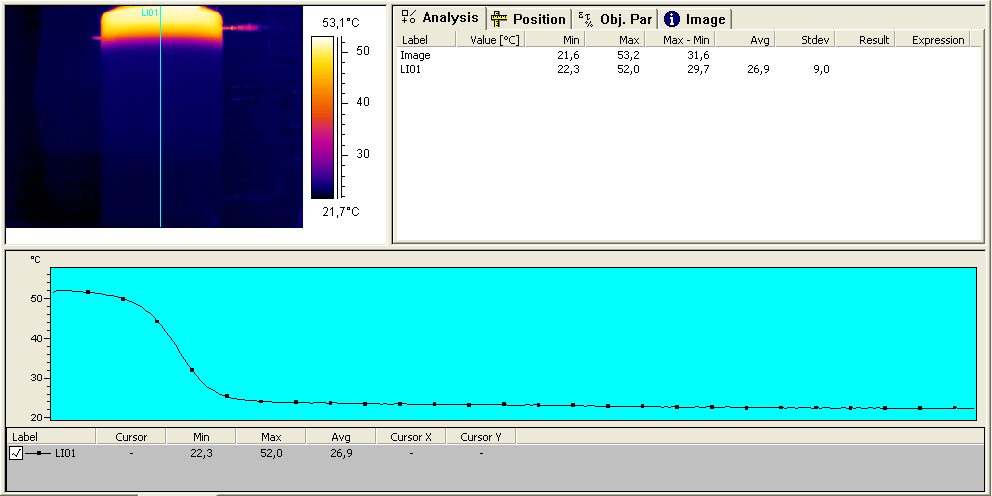 LI01
53,1°C
50
40
30
21,7°C
Analysis Position ετ% Obj. Par Image
Label Value [°C] Min Max Max - Min Avg Stdev Result Expression
Image 21,6 53,2 31,6
LI01 22,3 52,0 29,7 26,9 9,0
°C
50
40
30
20
Label Cursor Min Max Avg Cursor X Cursor Y
LI01 - 22,3 52,0 26,9 - -